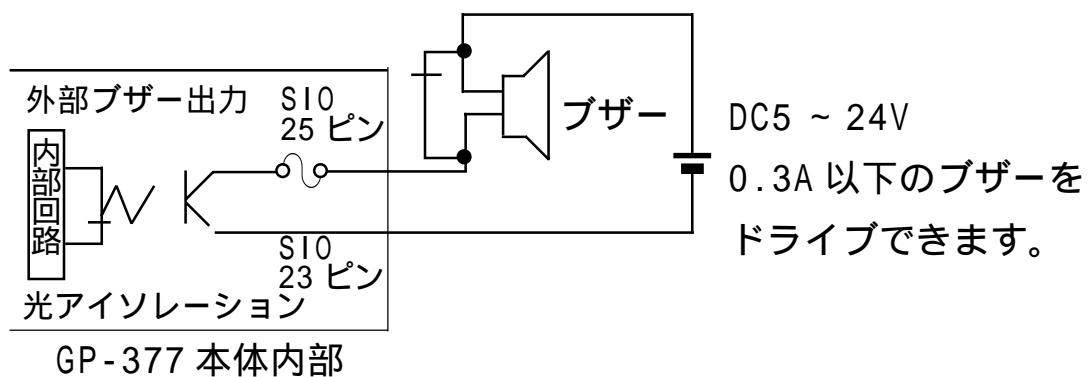 外部ブザー出力
SIO
25 ピン
内部回路
SIO
23 ピン
光アイソレーション
GP-377 本体内部
ブザー
DC5 ~ 24V
0.3A 以下のブザーを
ドライブできます。